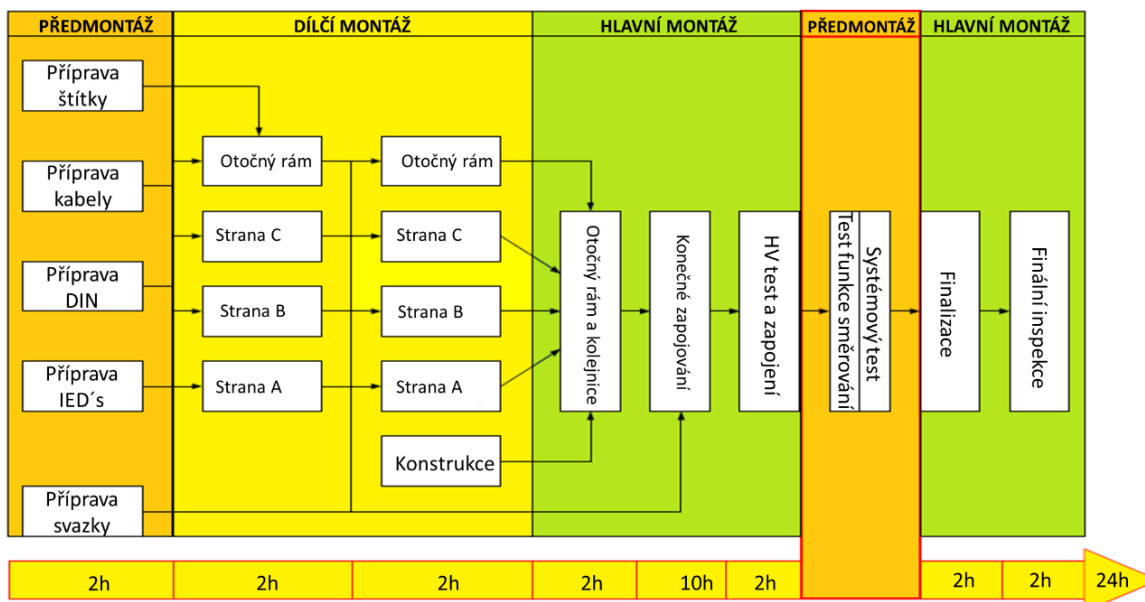 PŘEDMONTÁŽ
DÍLČÍ MONTÁŽ
HLAVNÍ MONTÁŽ
PŘEDMONTÁŽ
HLAVNÍ MONTÁŽ
Příprava
štítky
Příprava
kabely
Příprava
DIN
Příprava
IED´s
Příprava
svazky
Otočný rám
Strana C
Strana B
Strana A
Otočný rám
Strana C
Strana B
Strana A
Konstrukce
Otočný rám a kolejnice
Konečné zapojování
HV test a zapojení
Systémový test
Test funkce směrování
Finalizace
Finální inspekce
2h
2h
2h
2h
10h
2h
2h
2h
24h